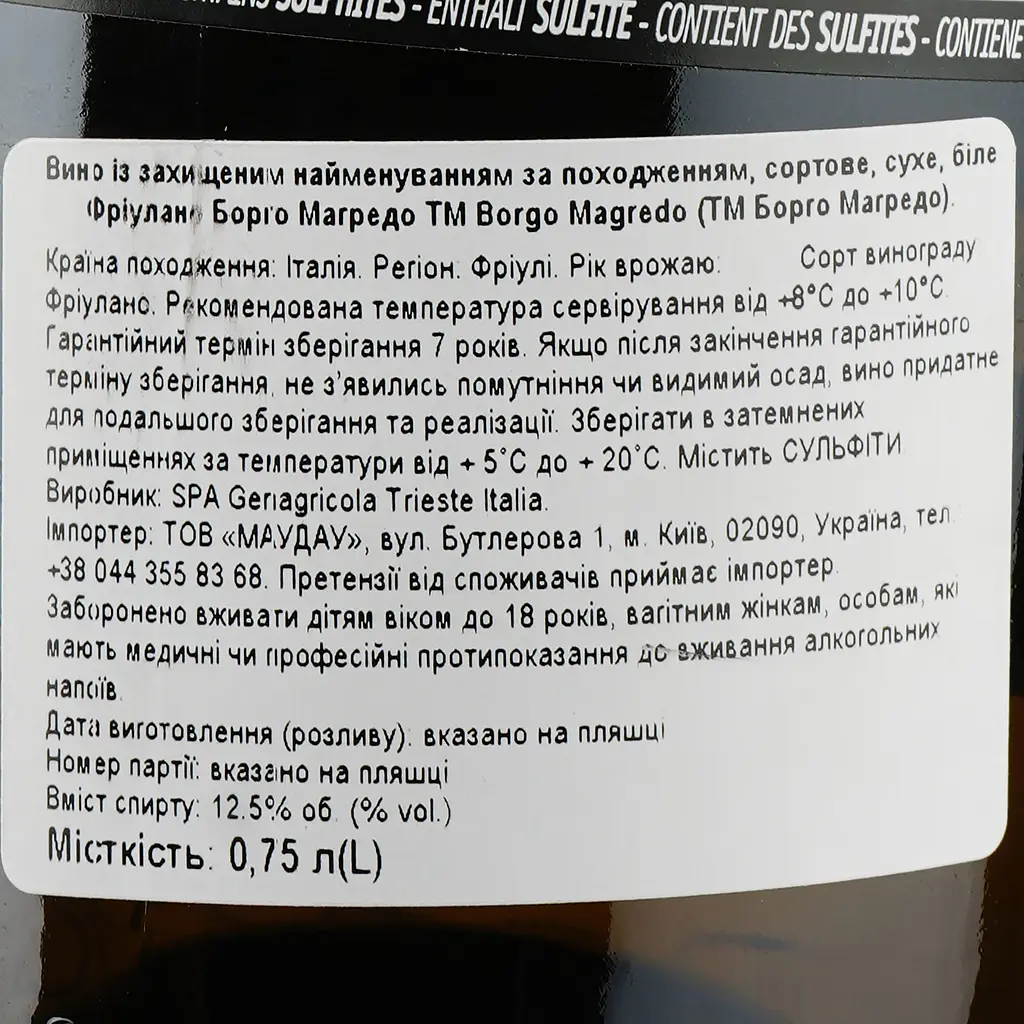 SULPHITES - ENTHÄLT SULFITE - CONTIENT DES SULFITES - CONTIENE
Вино із захищеним найменуванням за походженням, сортове, сухе, біле
Фріулано Борго Магредо ТМ Borgo Magredo (ТМ Борго Магредо).
Країна походження: Італія. Регіон: Фріулі. Рік врожаю: Сорт винограду
Фріулано. Рекомендована температура сервірування від +8°С до +10°С.
Гарантійний термін зберігання 7 років. Якщо після закінчення гарантійного
терміну зберігання, не з’явились помутніння чи видимий осад, вино придатне
для подальшого зберігання та реалізації. Зберігати в затемнених
приміщеннях за температури від + 5°С до + 20°С. Містить СУЛЬФІТИ
Виробник: SPA Genagricola Trieste Italia.
Імпортер: ТОВ «МАУДАУ», вул. Бутлерова 1, м. Київ, 02090, Україна, тел.
+38 044 355 83 68. Претензії від споживачів приймає імпортер.
Заборонено вживати дітям віком до 18 років, вагітним жінкам, особам, які
мають медичні чи професійні протипоказання до вживання алкогольних
напоїв.
Дата виготовлення (розливу): вказано на пляшці
Номер партії: вказано на пляшці
Вміст спирту: 12.5% об. (% vol.)
Місткість: 0,75 л(L)